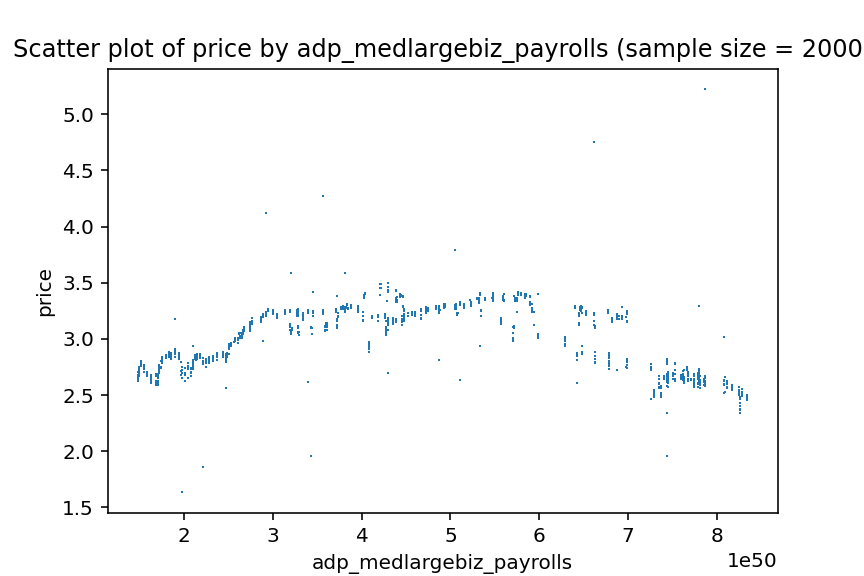 Scatter plot of price by adp_medlargebiz_payrolls (sample size = 2000
price
5.0
4.5
4.0
3.5
3.0
2.5
2.0
1.5
2 3 4 5 6 7 8
1e50
adp_medlargebiz_payrolls